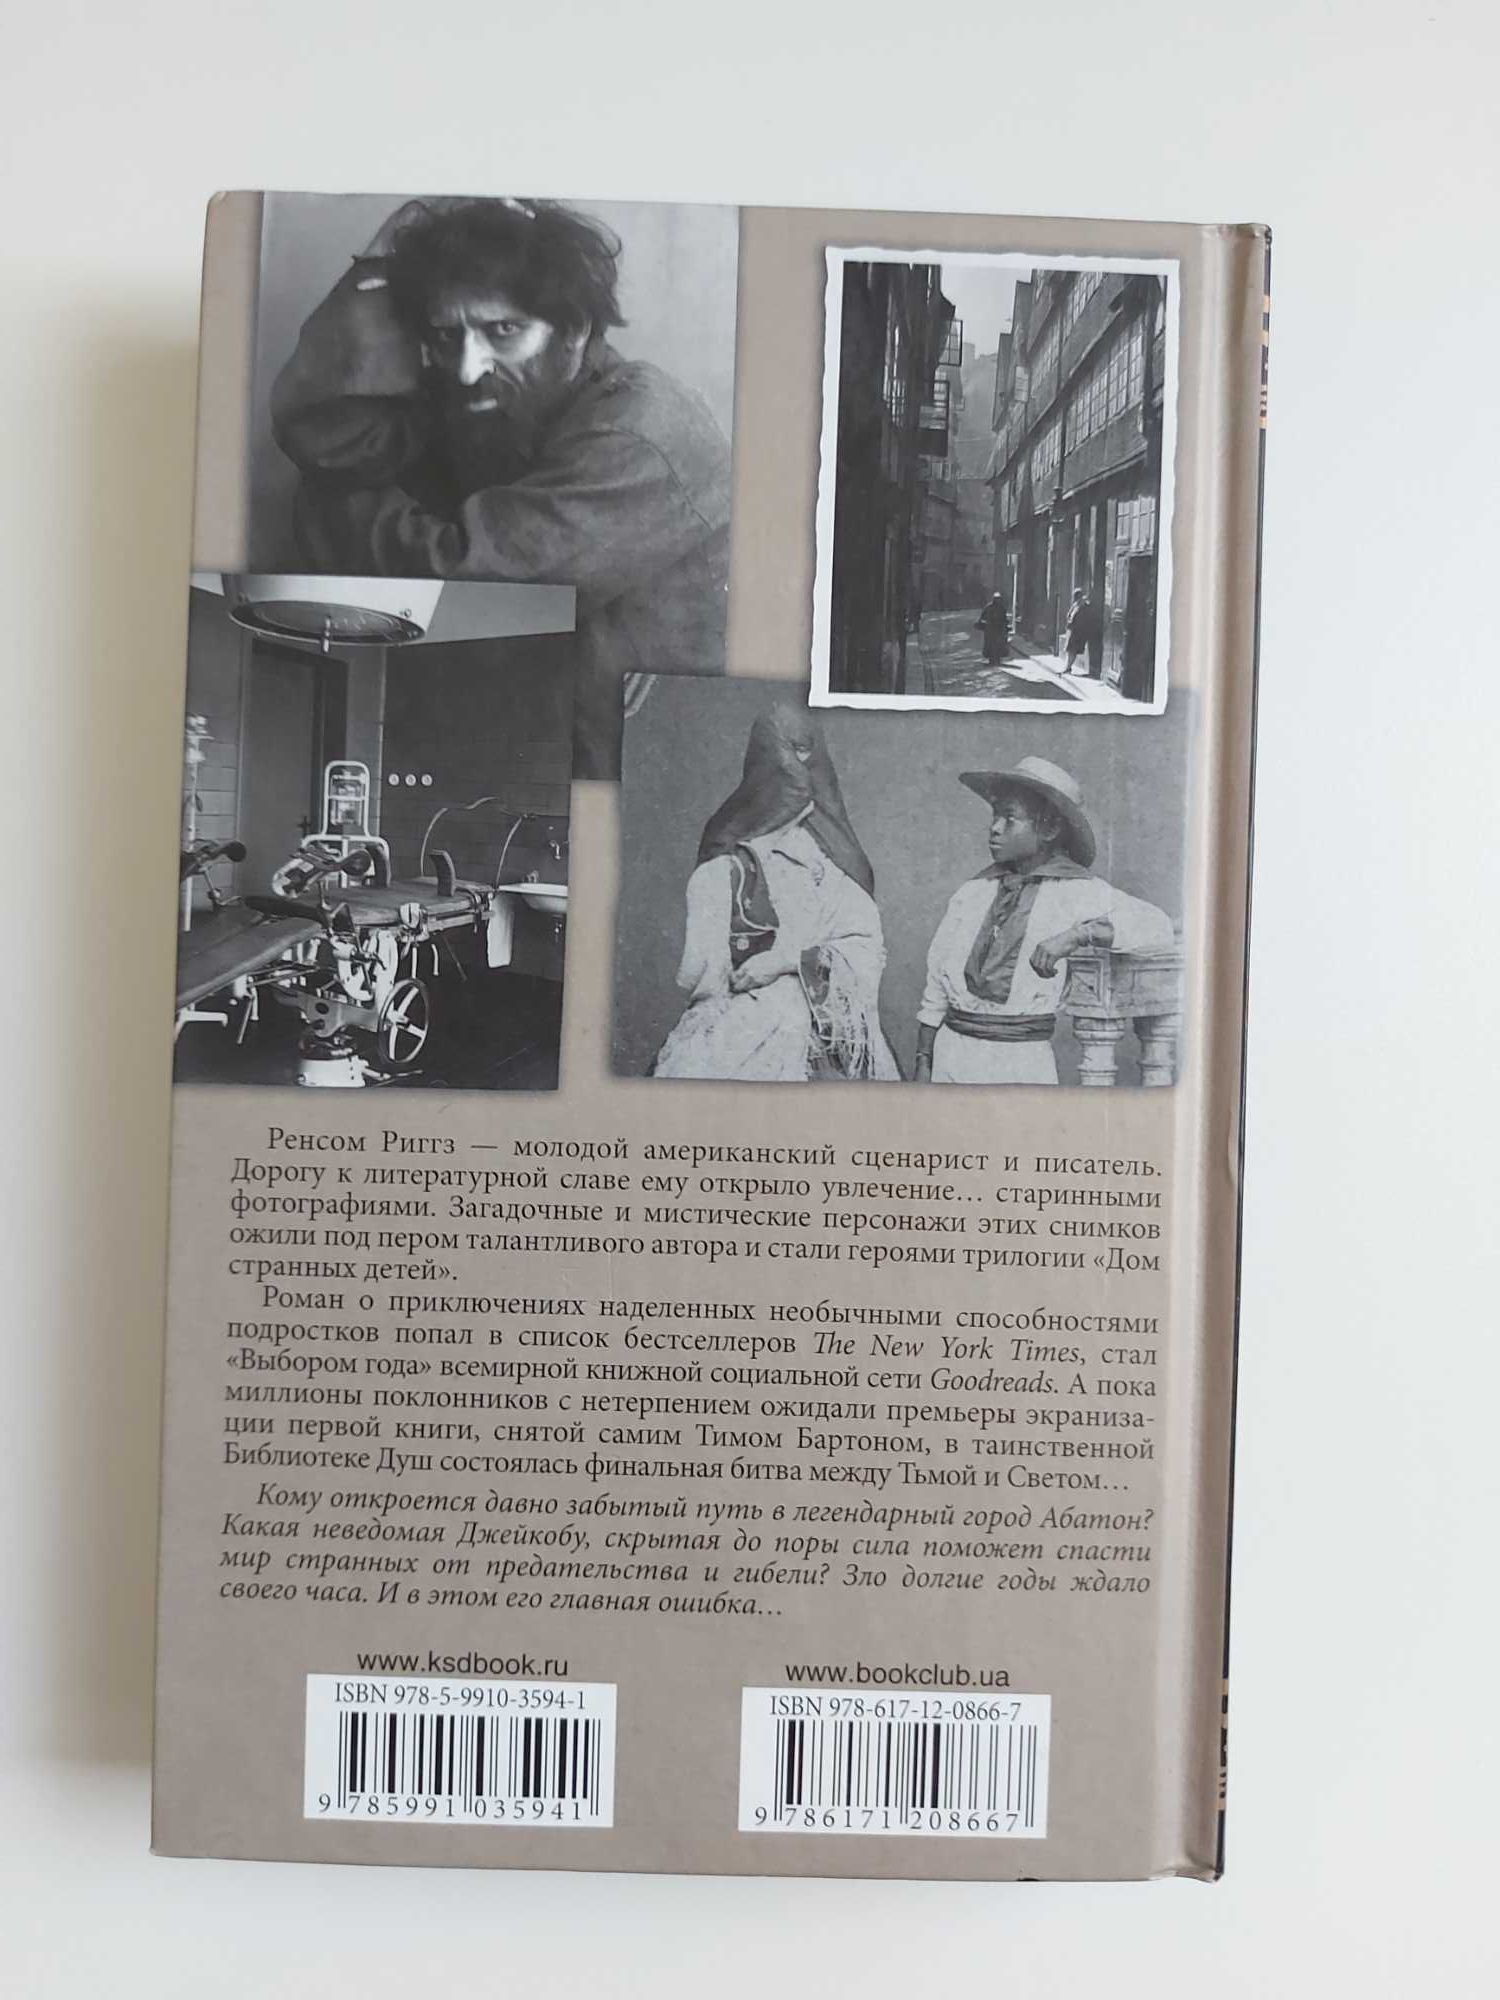 Ренсом Риггз — молодой американский сценарист и писатель.
Дорогу к литературной славе ему открыло увлечение… старинными
фотографиями. Загадочные и мистические персонажи этих снимков
ожили под пером талантливого автора и стали героями трилогии «Дом
странных детей».
Роман о приключениях наделенных необычными способностями
подростков попал в список бестселлеров The New York Times, стал
«Выбором года» всемирной книжной социальной сети Goodreads. А пока
миллионы поклонников с нетерпением ожидали премьеры экраниза-
ции первой книги, снятой самим Тимом Бартоном, в таинственной
Библиотеке Душ состоялась финальная битва между Тьмой и Светом…
Кому откроется давно забытый путь в легендарный город Абатон?
Какая неведомая Джейкобу, скрытая до поры сила поможет спасти
мир странных от предательства и гибели? Зло долгие годы ждало
своего часа. И в этом его главная ошибка…
www.ksdbook.ru
ISBN 978-5-9910-3594-1
9 785991 035941
www.bookclub.ua
ISBN 978-617-12-0866-7
9 786171 208667